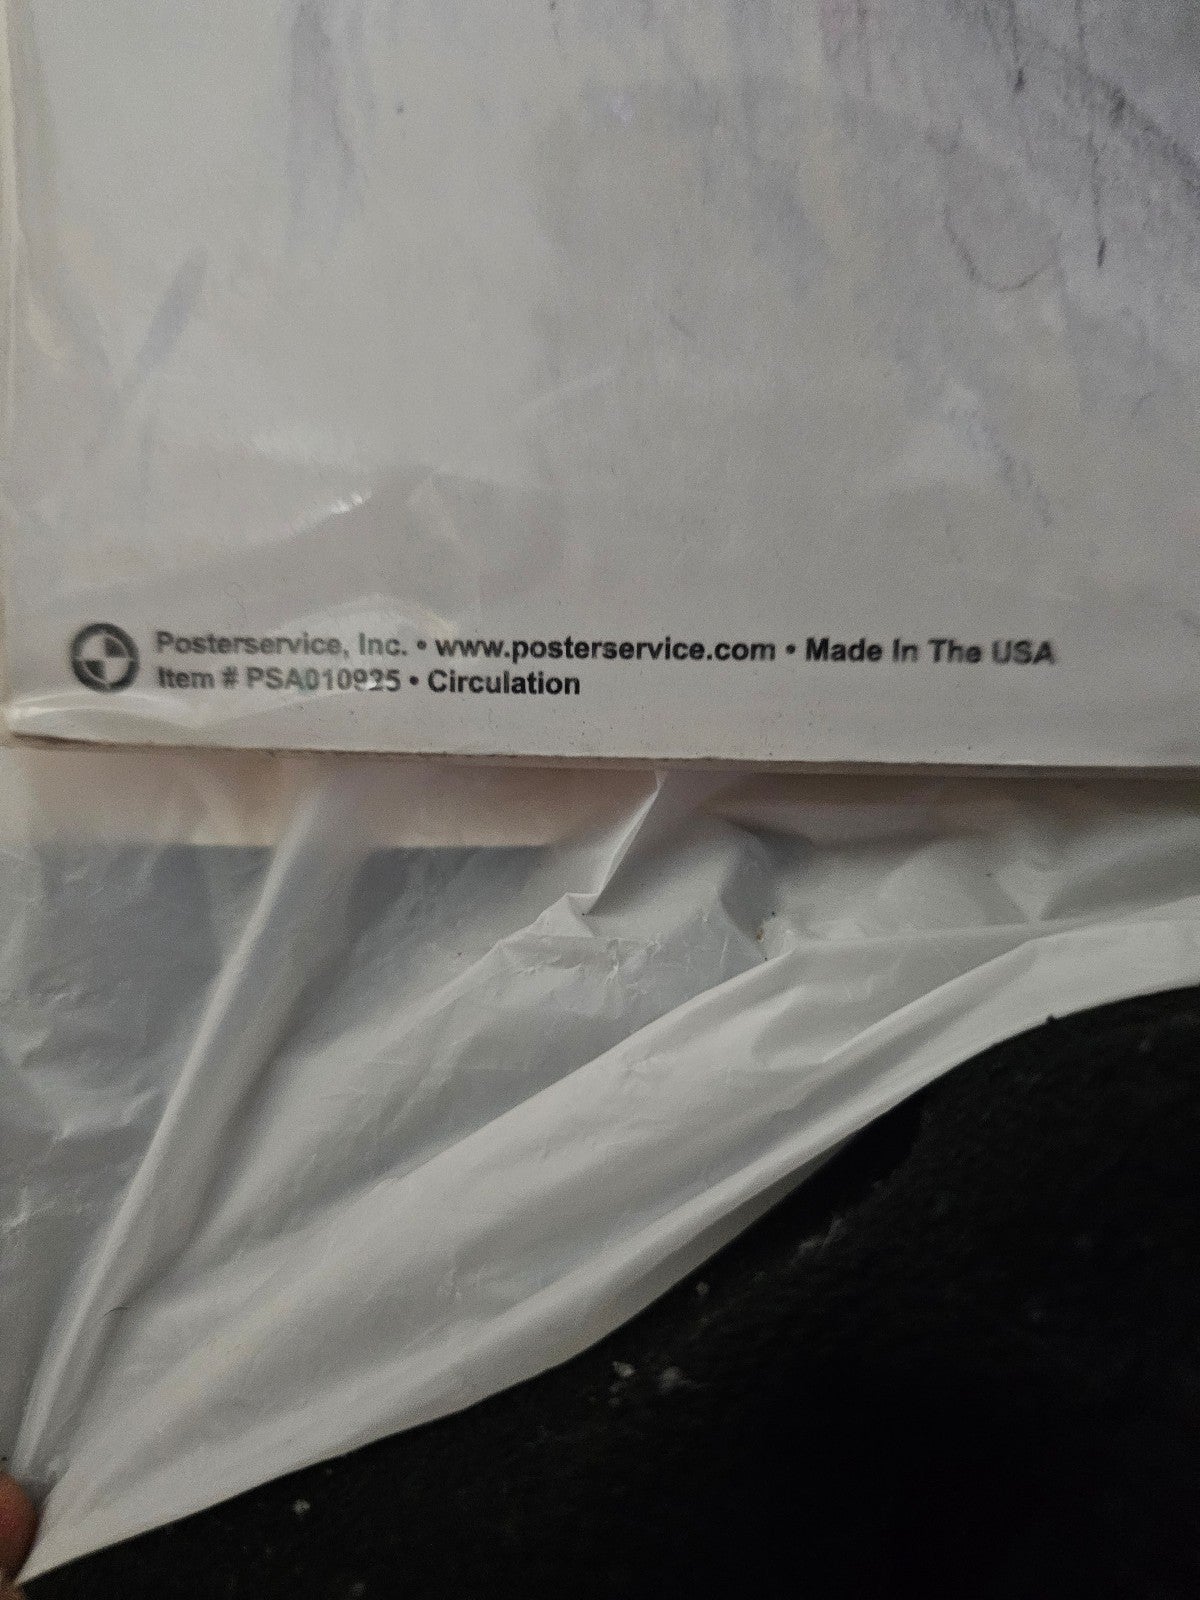 Posterservice, Inc. • www.posterservice.com • Made In The USA
Item # PSA010925 • Circulation